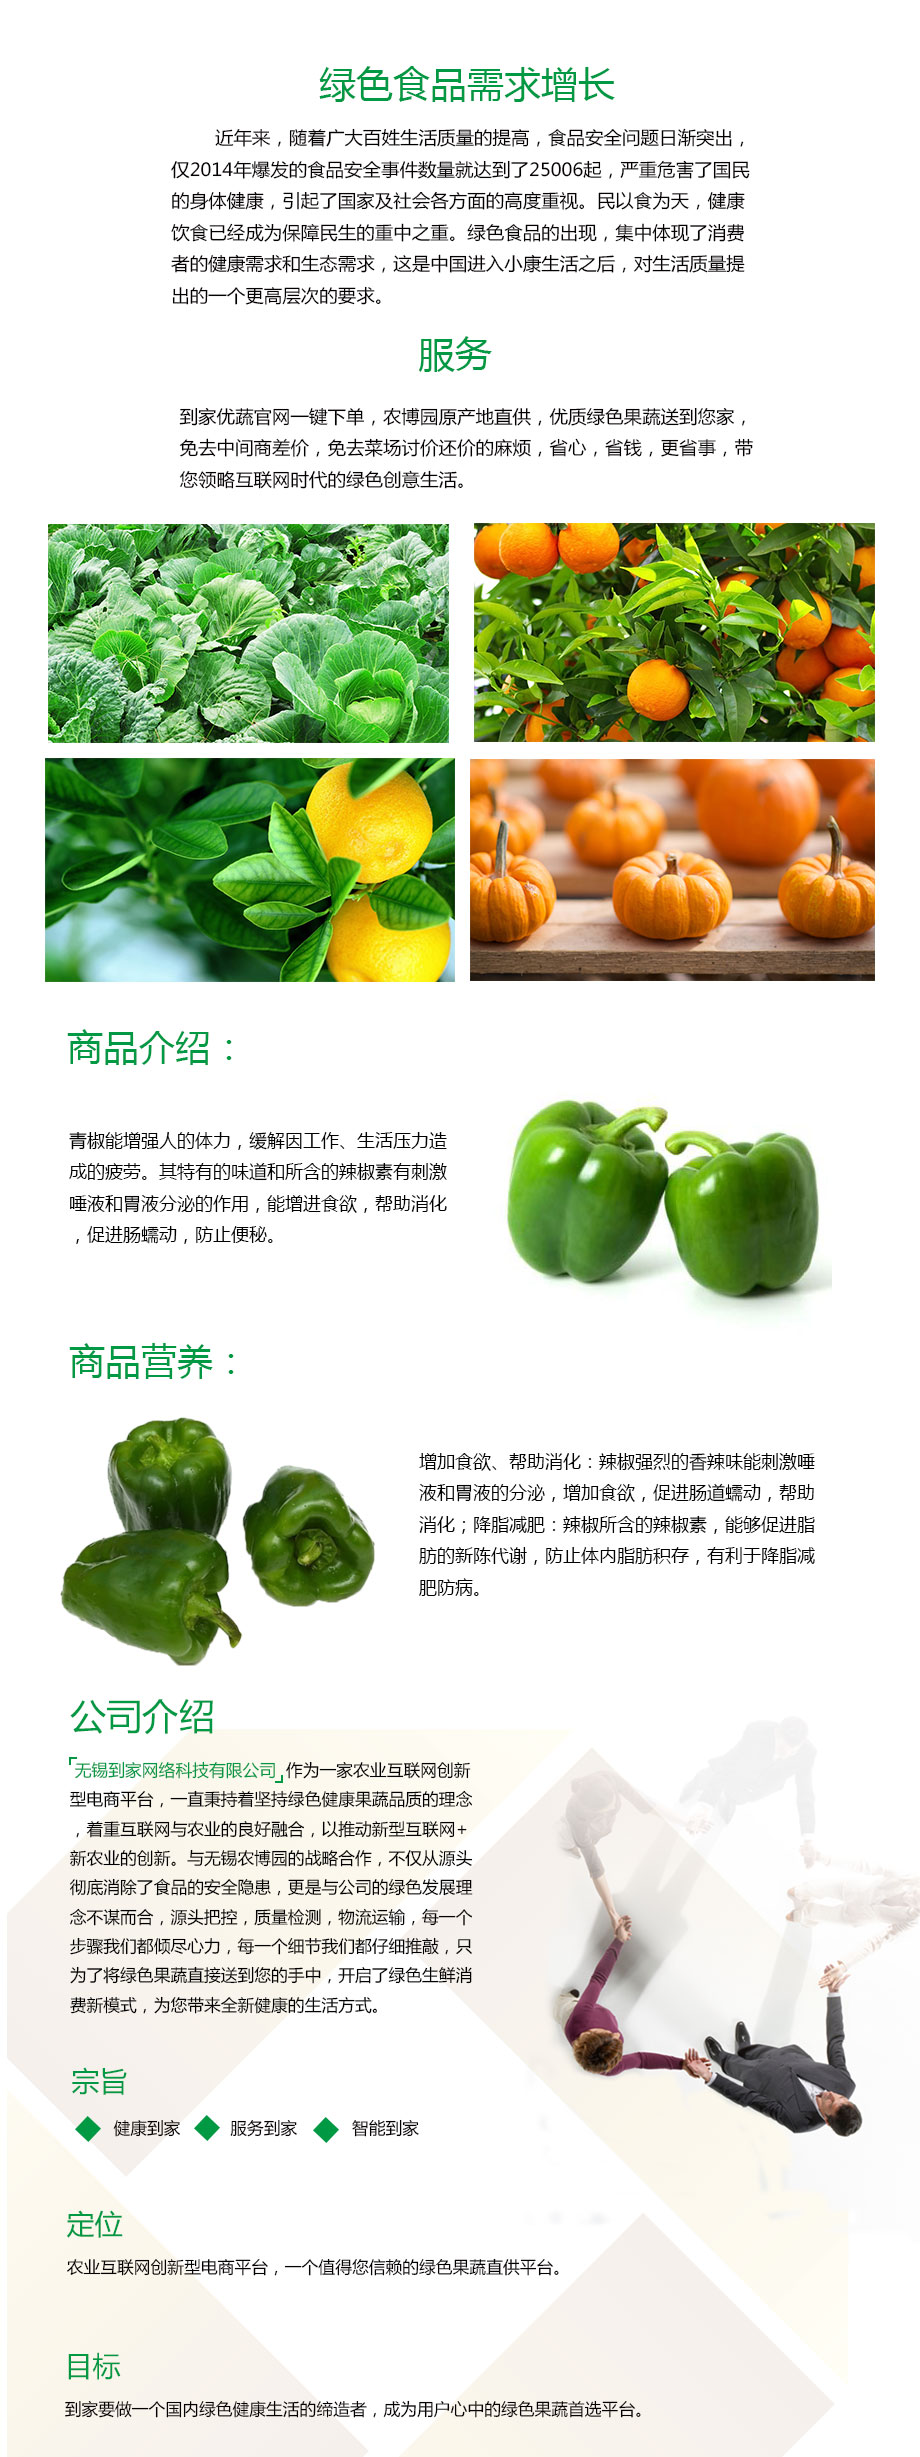 绿色食品需求增长
近年来，随着广大百姓生活质量的提高，食品安全问题日渐突出，
仅2014年爆发的食品安全事件数量就达到了25006起，严重危害了国民
的身体健康，引起了国家及社会各方面的高度重视。民以食为天，健康
饮食已经成为保障民生的重中之重。绿色食品的出现，集中体现了消费
者的健康需求和生态需求，这是中国进入小康生活之后，对生活质量提
出的一个更高层次的要求。
服务
到家优蔬官网一键下单，农博园原产地直供，优质绿色果蔬送到您家，
免去中间商差价，免去菜场讨价还价的麻烦，省心，省钱，更省事，带
您领略互联网时代的绿色创意生活。
商品介绍：
青椒能增强人的体力，缓解因工作、生活压力造
成的疲劳。其特有的味道和所含的辣椒素有刺激
唾液和胃液分泌的作用，能增进食欲，帮助消化
，促进肠蠕动，防止便秘。
商品营养：
增加食欲、帮助消化：辣椒强烈的香辣味能刺激唾
液和胃液的分泌，增加食欲，促进肠道蠕动，帮助
消化；降脂减肥：辣椒所含的辣椒素，能够促进脂
肪的新陈代谢，防止体内脂肪积存，有利于降脂减
肥防病。
公司介绍
「无锡到家网络科技有限公司」作为一家农业互联网创新
型电商平台，一直秉持着坚持绿色健康果蔬品质的理念
，着重互联网与农业的良好融合，以推动新型互联网+
新农业的创新。与无锡农博园的战略合作，不仅从源头
彻底消除了食品的安全隐患，更是与公司的绿色发展理
念不谋而合，源头把控，质量检测，物流运输，每一个
步骤我们都倾尽心力，每一个细节我们都仔细推敲，只
为了将绿色果蔬直接送到您的手中，开启了绿色生鲜消
费新模式，为您带来全新健康的生活方式。
宗旨
健康到家 服务到家 智能到家
定位
农业互联网创新型电商平台，一个值得您信赖的绿色果蔬直供平台。
目标
到家要做一个国内绿色健康生活的缔造者，成为用户心中的绿色果蔬首选平台。